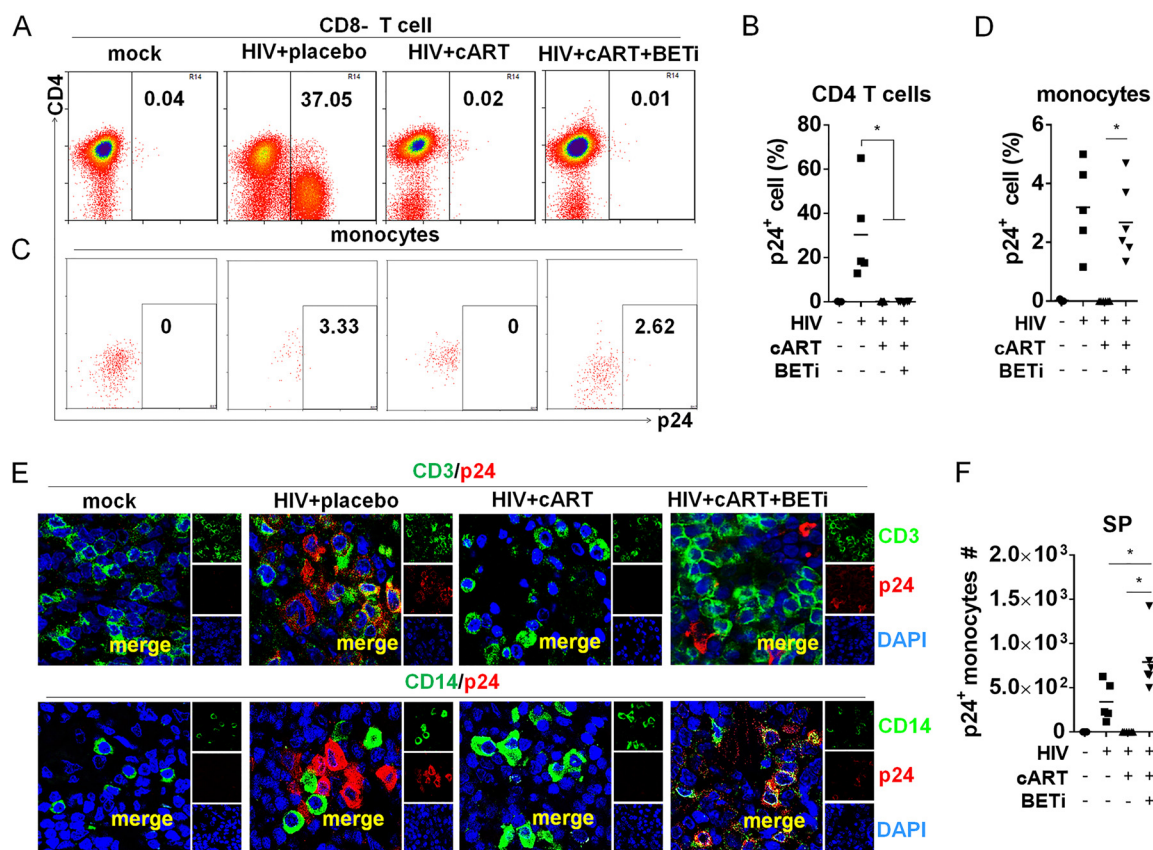 A
CD8- T cell
mock HIV+placebo HIV+cART HIV+cART+BETi
CD4
R14 R14 R14
0.04 37.05 0.02 0.01
C
monocytes
0 3.33 0 2.62
p24
B
CD4 T cells
p24+ cell (%)
80
60
40
20
0
*
HIV - + + +
cART - - + +
BETi - - - +
D
monocytes
p24+ cell (%)
6
4
2
0
*
HIV - + + +
cART - - + +
BETi - - - +
E
CD3/p24
mock HIV+placebo HIV+cART HIV+cART+BETi
CD3
p24
merge merge merge merge
DAPI
CD14/p24
CD14
p24
merge merge merge merge
DAPI
F
SP
p24+ monocytes #
2.0×10³
1.5×10³
1.0×10³
5.0×10²
0
*
*
HIV - + + +
cART - - + +
BETi - - - +